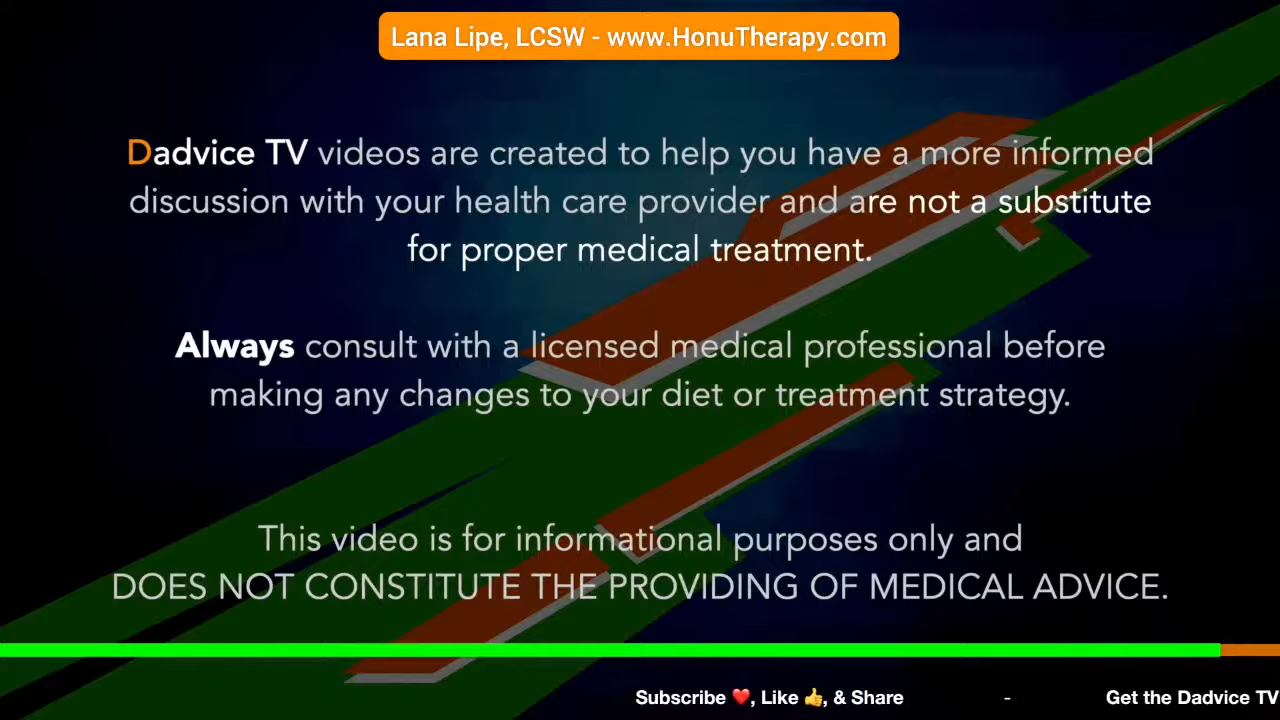 Lana Lipe, LCSW - www.HonuTherapy.com
Dadvice TV videos are created to help you have a more informed
discussion with your health care provider and are not a substitute
for proper medical treatment.
Always consult with a licensed medical professional before
making any changes to your diet or treatment strategy.
This video is for informational purposes only and
DOES NOT CONSTITUTE THE PROVIDING OF MEDICAL ADVICE.
Subscribe ❤️, Like 👍, & Share - Get the Dadvice TV